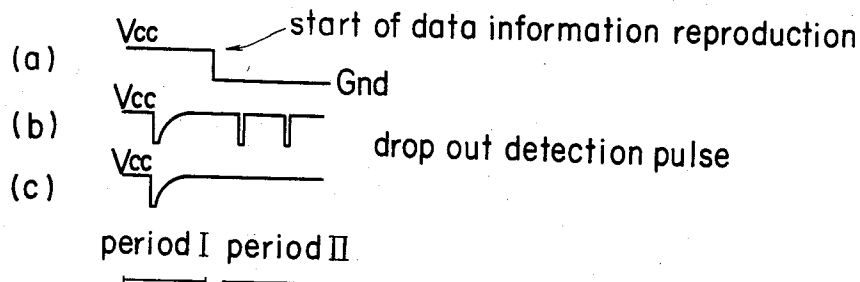 Vcc start of data information reproduction
(a)
Gnd
Vcc
(b)
drop out detection pulse
Vcc
(c)
period I period II